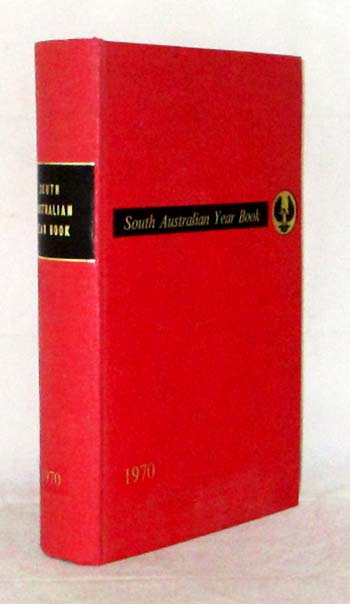 SOUTH
AUSTRALIAN
YEAR BOOK
1970
South Australian Year Book
1970